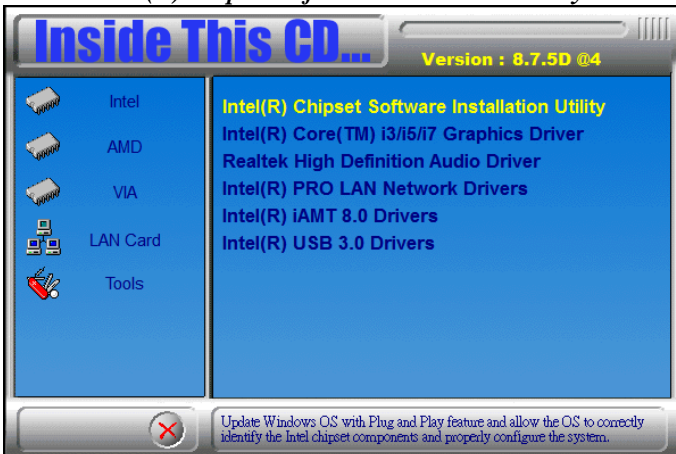 Inside This CD...
Version : 8.7.5D @4
Intel
AMD
VIA
LAN Card
Tools
Intel(R) Chipset Software Installation Utility
Intel(R) Core(TM) i3/i5/i7 Graphics Driver
Realtek High Definition Audio Driver
Intel(R) PRO LAN Network Drivers
Intel(R) iAMT 8.0 Drivers
Intel(R) USB 3.0 Drivers
Update Windows OS with Plug and Play feature and allow the OS to correctly
identify the Intel chipset components and properly configure the system.